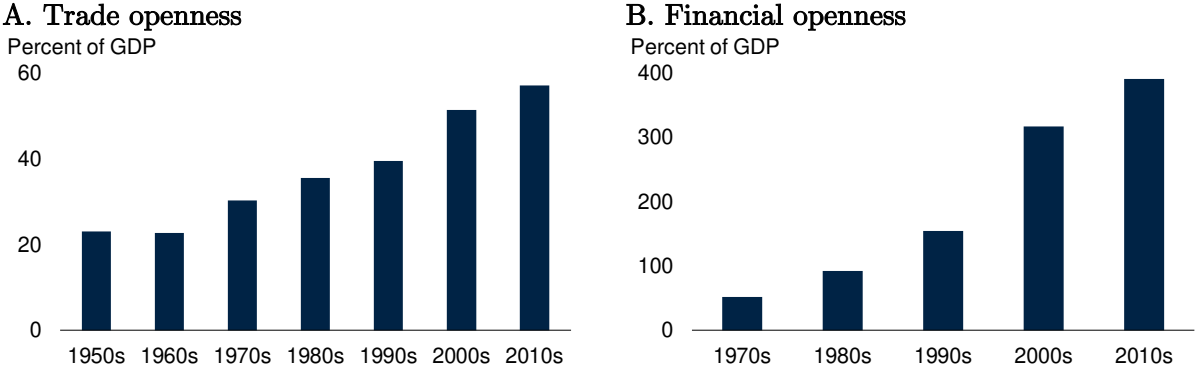 A. Trade openness
Percent of GDP
60
40
20
0
1950s 1960s 1970s 1980s 1990s 2000s 2010s
B. Financial openness
Percent of GDP
400
300
200
100
0
1970s 1980s 1990s 2000s 2010s